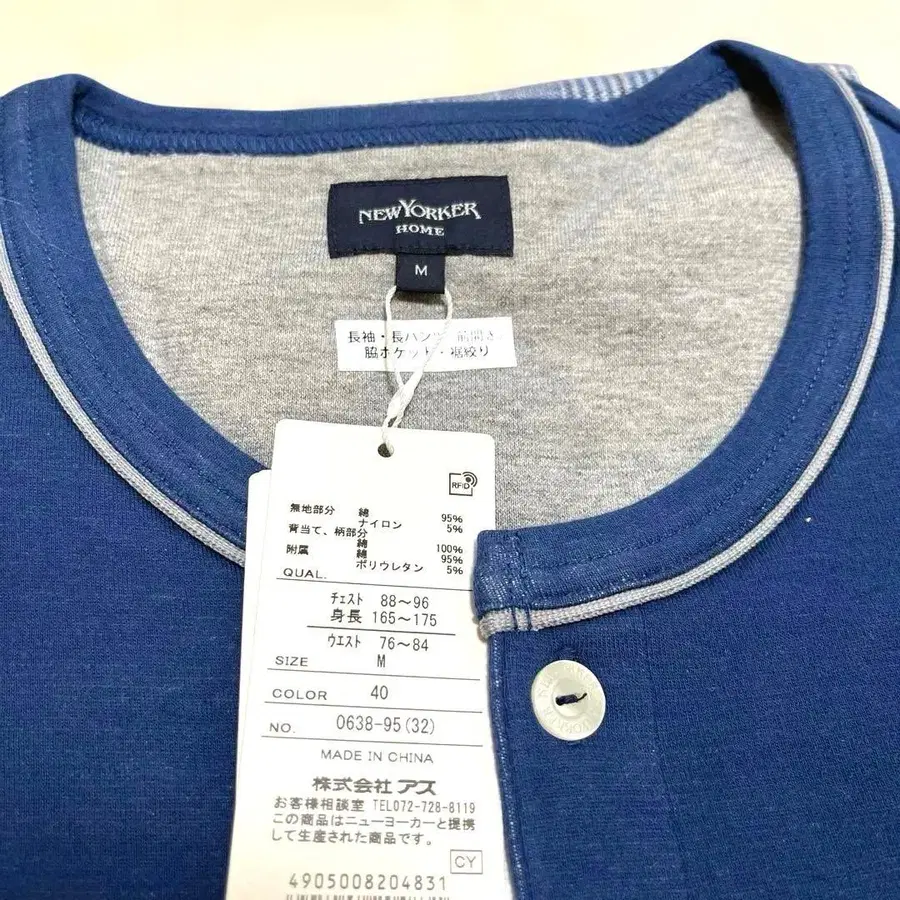 NEWYORKER
HOME
M
長袖・長パンツ 前開き
脇ポケット・裾絞り
RFID
無地部分 綿 95%
ナイロン 5%
背当て、柄部分
綿 100%
附属 綿 95%
ポリウレタン 5%
QUAL.
チェスト 88～96
身長 165～175
ウエスト 76～84
SIZE M
COLOR 40
NO. 0638-95(32)
MADE IN CHINA
株式会社 アズ
お客様相談室 TEL072-728-8119
この商品はニューヨーカーと提携
して生産された商品です。
CY
4905008204831
NEW YORKER